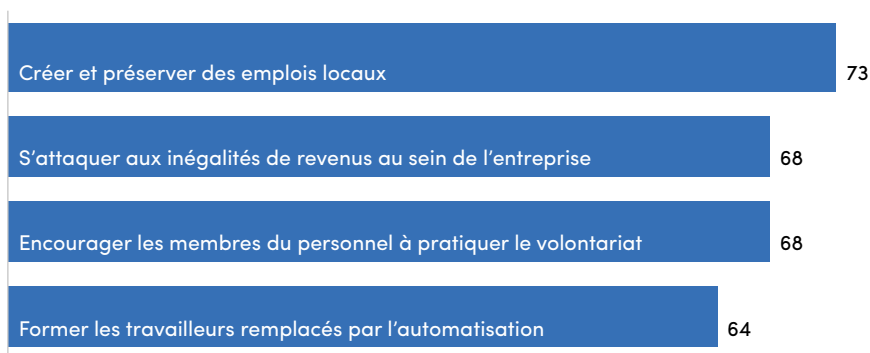 Créer et préserver des emplois locaux 73
S’attaquer aux inégalités de revenus au sein de l’entreprise 68
Encourager les membres du personnel à pratiquer le volontariat 68
Former les travailleurs remplacés par l’automatisation 64